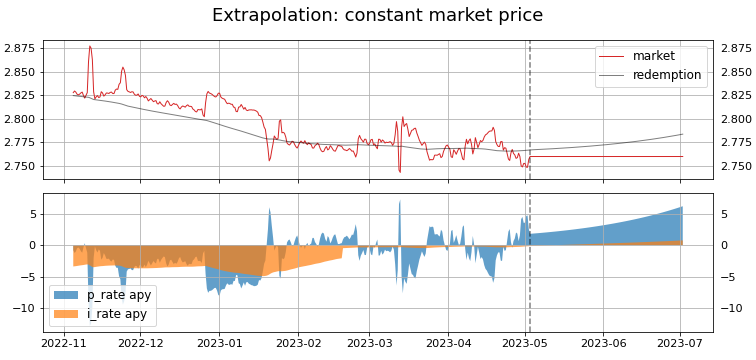 Extrapolation: constant market price
2.875 2.875
2.850 2.850
2.825 2.825
2.800 2.800
2.775 2.775
2.750 2.750
market
redemption
5 5
0 0
−5 −5
−10 −10
p_rate apy
i_rate apy
2022-11 2022-12 2023-01 2023-02 2023-03 2023-04 2023-05 2023-06 2023-07